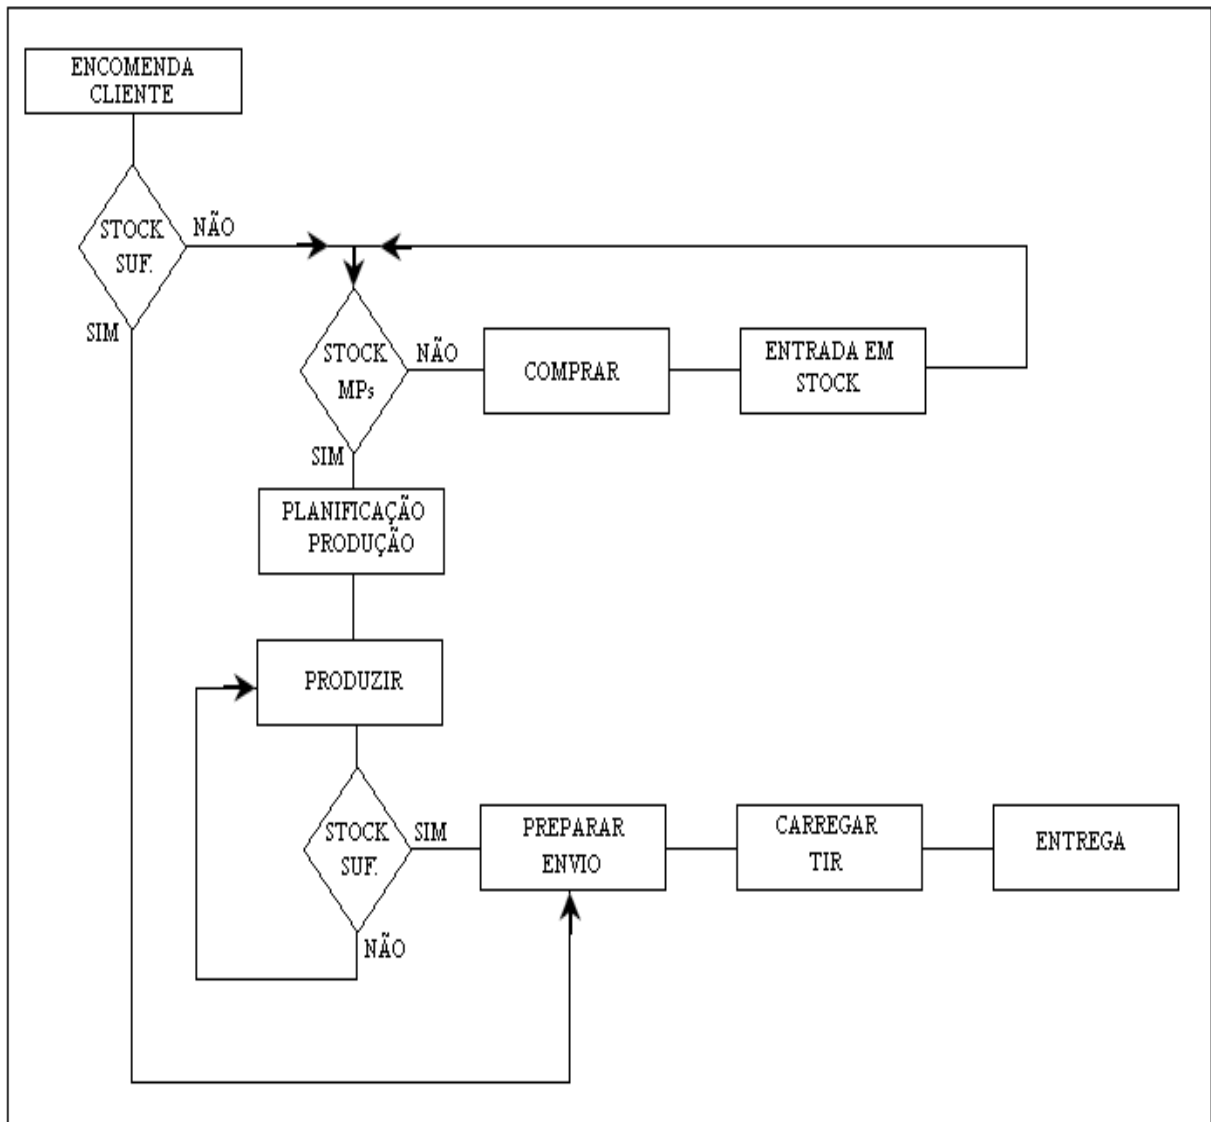 ENCOMENDA
CLIENTE
STOCK
SUF.
NÃO
SIM
STOCK
MPs
NÃO
COMPRAR
ENTRADA EM
STOCK
SIM
PLANIFICAÇÃO
PRODUÇÃO
PRODUZIR
STOCK
SUF.
SIM
PREPARAR
ENVIO
CARREGAR
TIR
ENTREGA
NÃO